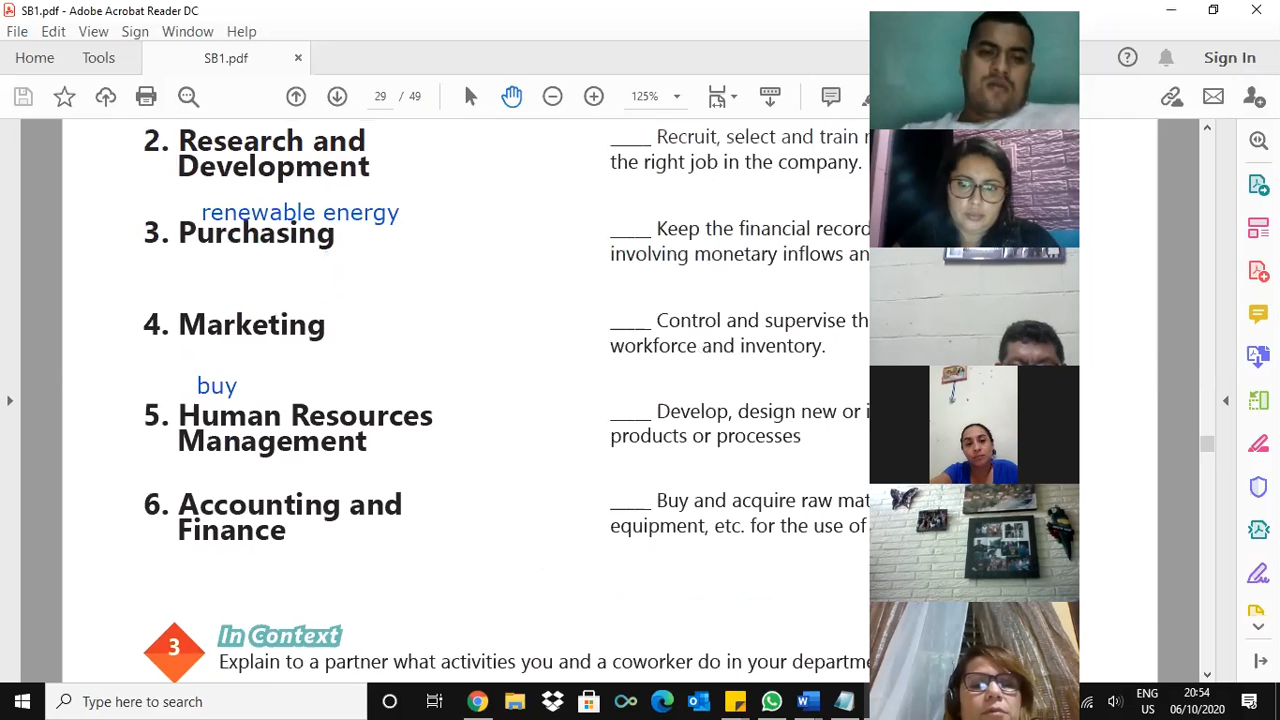 SB1.pdf - Adobe Acrobat Reader DC
File Edit View Sign Window Help
Home Tools SB1.pdf × Sign In
29 / 49 125%
2. Research and
Development
____ Recruit, select and train
the right job in the company.
renewable energy
3. Purchasing
____ Keep the financial record
involving monetary inflows
4. Marketing
____ Control and supervise
workforce and inventory.
buy
5. Human Resources
Management
____ Develop, design new or
products or processes
6. Accounting and
Finance
____ Buy and acquire raw
equipment, etc. for the use of
3 In Context
Explain to a partner what activities you and a coworker do in your
Type here to search
ENG 20:54
US 06/10/2020